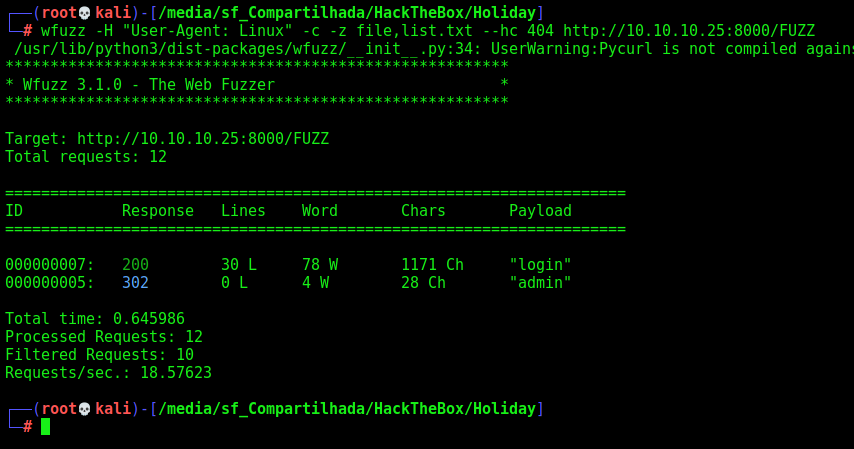 (root💀kali)-[/media/sf_Compartilhada/HackTheBox/Holiday]
# wfuzz -H "User-Agent: Linux" -c -z file,list.txt --hc 404 http://10.10.10.25:8000/FUZZ
/usr/lib/python3/dist-packages/wfuzz/__init__.py:34: UserWarning:Pycurl is not compiled agains
********************************************************
* Wfuzz 3.1.0 - The Web Fuzzer                         *
********************************************************
Target: http://10.10.10.25:8000/FUZZ
Total requests: 12
=====================================================================
ID           Response   Lines    Word       Chars       Payload
=====================================================================
000000007:   200        30 L     78 W       1171 Ch     "login"
000000005:   302        0 L      4 W        28 Ch       "admin"
Total time: 0.645986
Processed Requests: 12
Filtered Requests: 10
Requests/sec.: 18.57623
(root💀kali)-[/media/sf_Compartilhada/HackTheBox/Holiday]
#